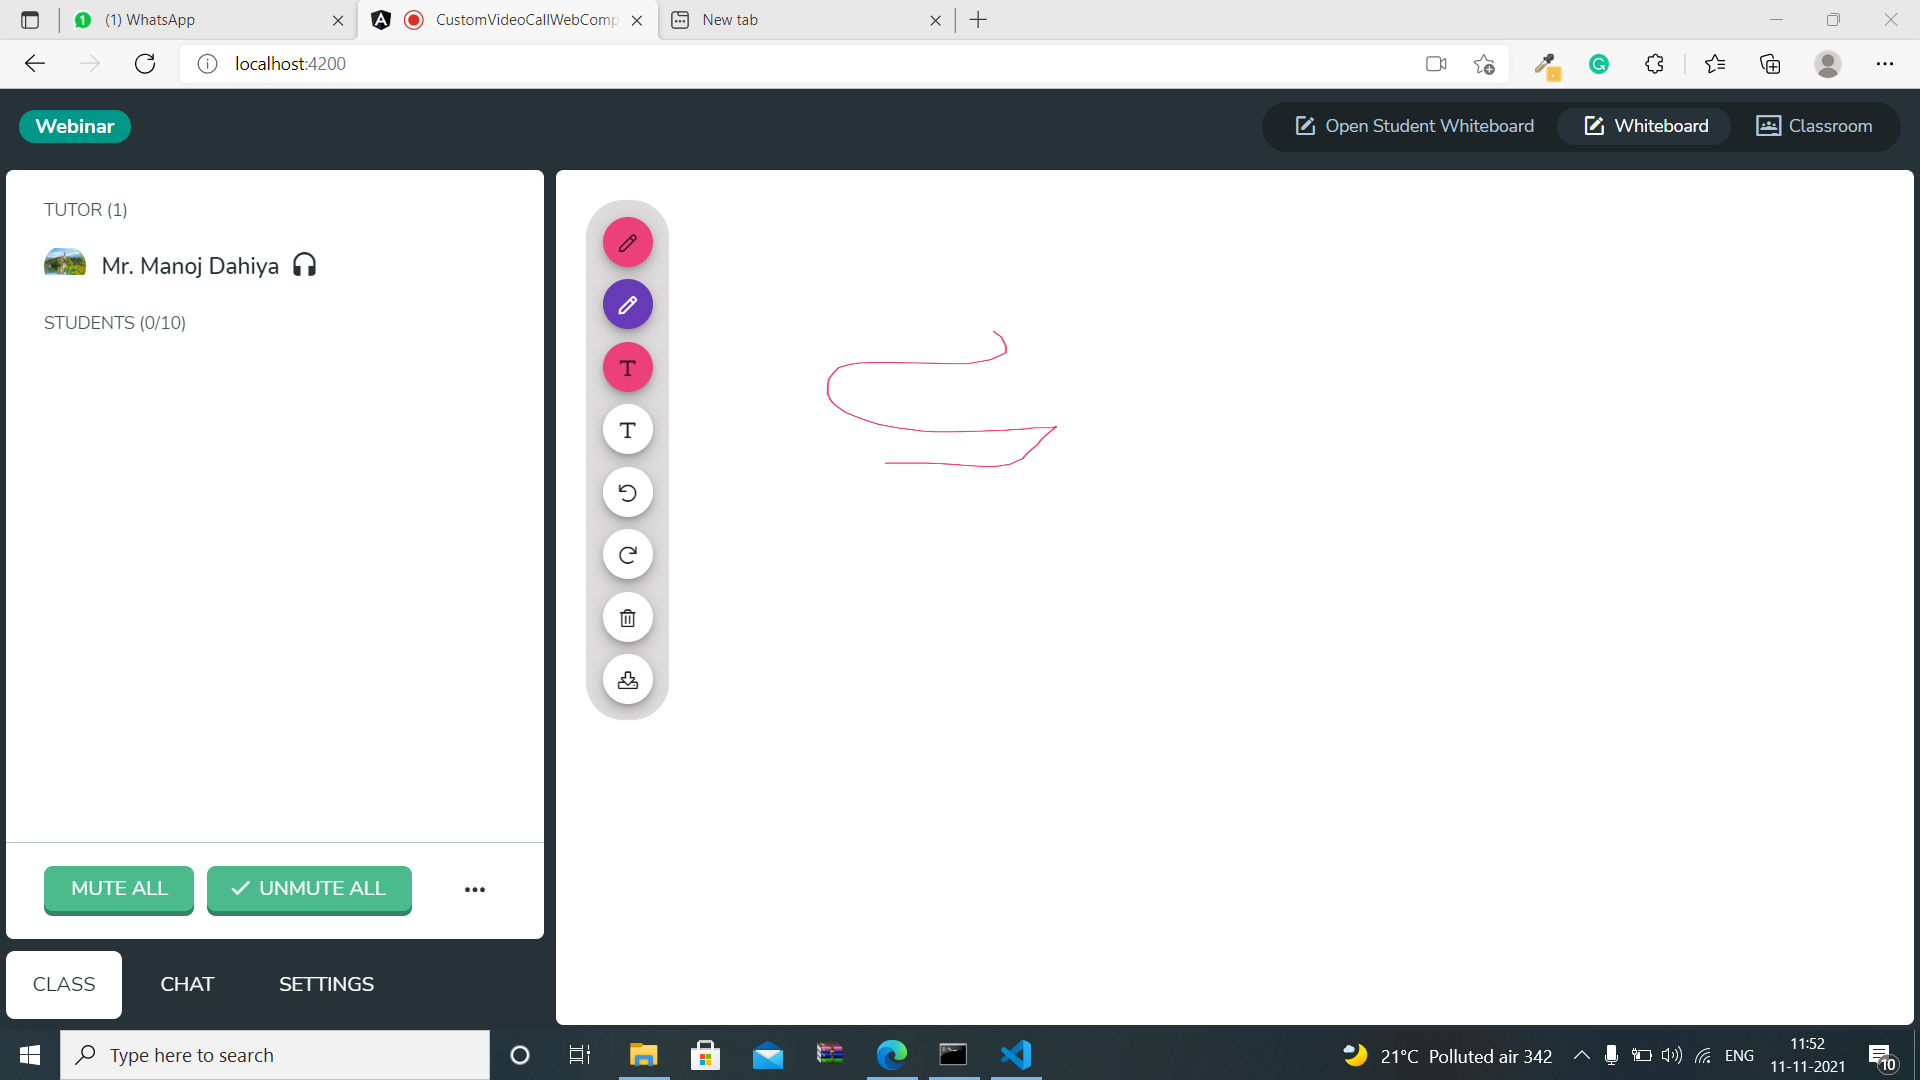 (1) WhatsApp
CustomVideoCallWebComp
New tab
localhost:4200
Webinar
Open Student Whiteboard
Whiteboard
Classroom
TUTOR (1)
Mr. Manoj Dahiya
STUDENTS (0/10)
T
T
MUTE ALL
UNMUTE ALL
CLASS
CHAT
SETTINGS
Type here to search
21°C Polluted air 342
ENG
11:52
11-11-2021
10